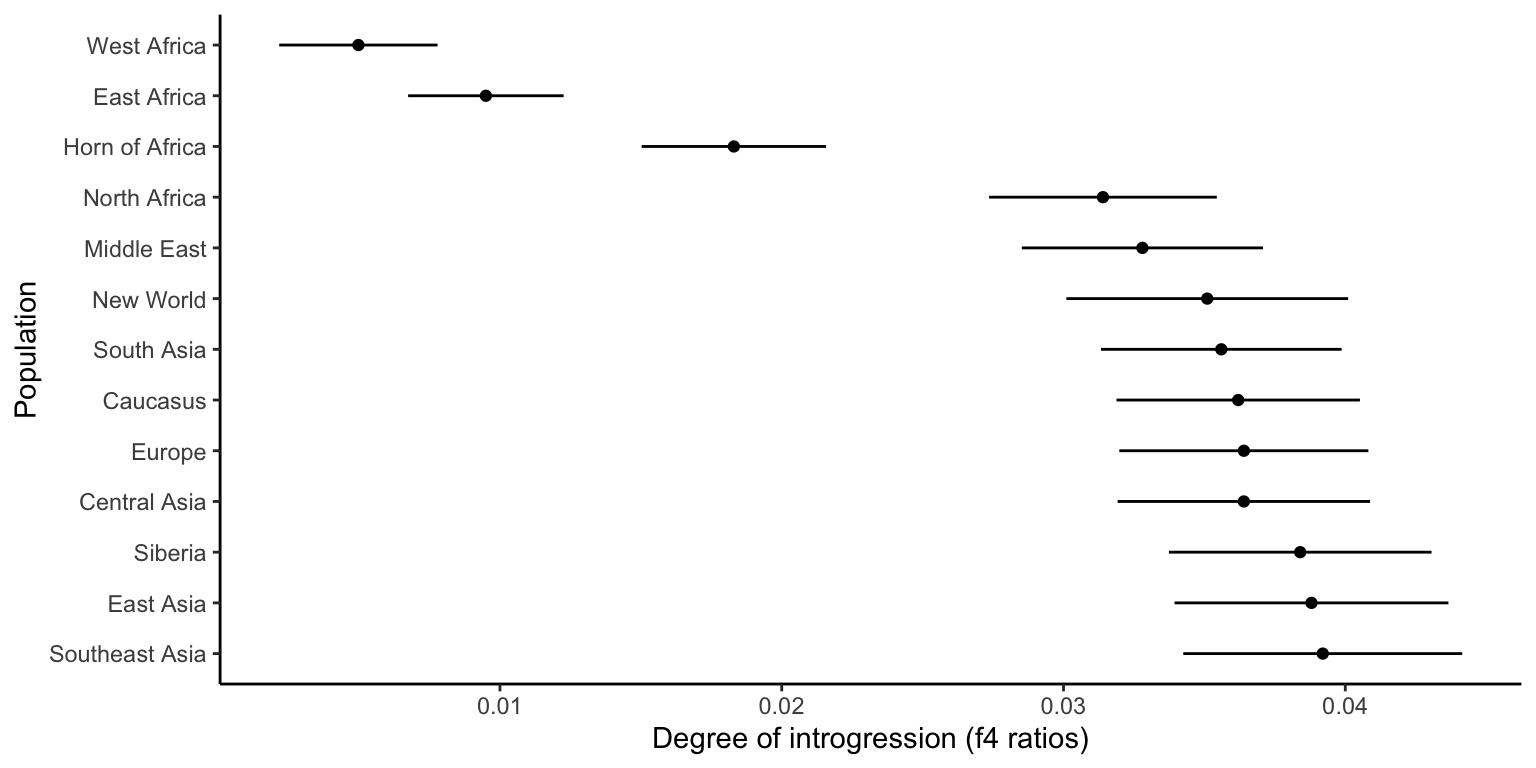 West Africa
East Africa
Horn of Africa
North Africa
Middle East
New World
South Asia
Caucasus
Europe
Central Asia
Siberia
East Asia
Southeast Asia
Population
0.01 0.02 0.03 0.04
Degree of introgression (f4 ratios)